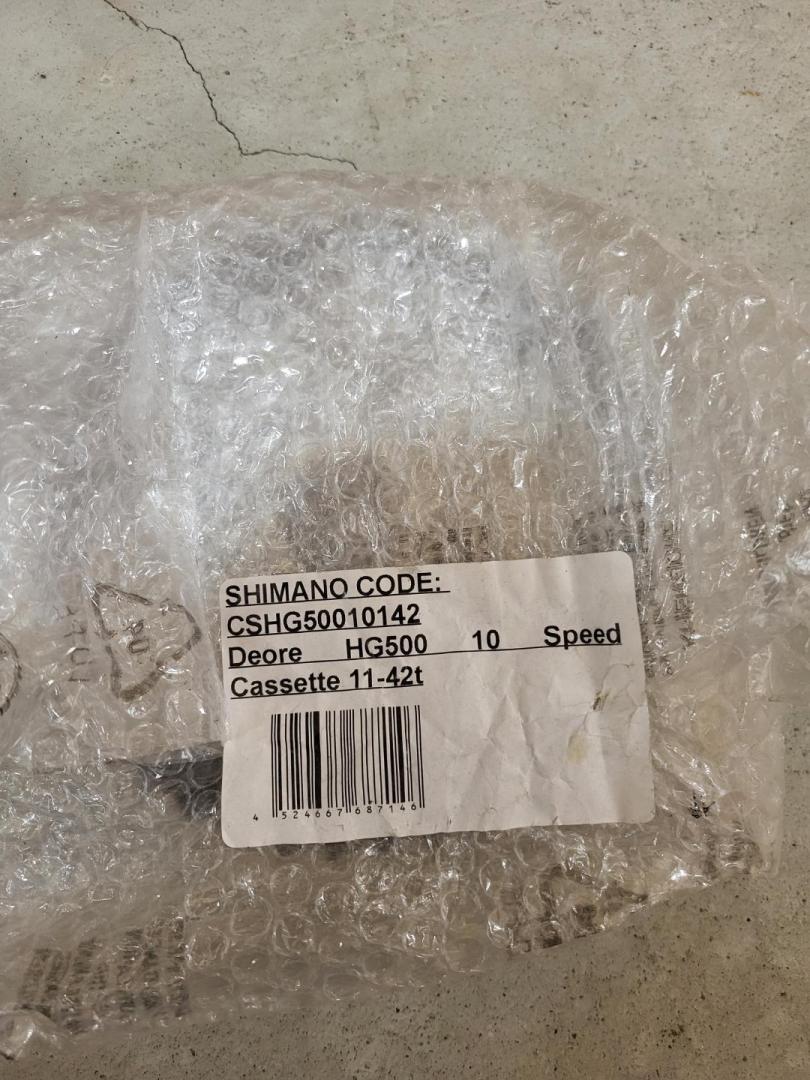 SHIMANO CODE:
CSHG50010142
Deore HG500 10 Speed
Cassette 11-42t
4 524667 687146